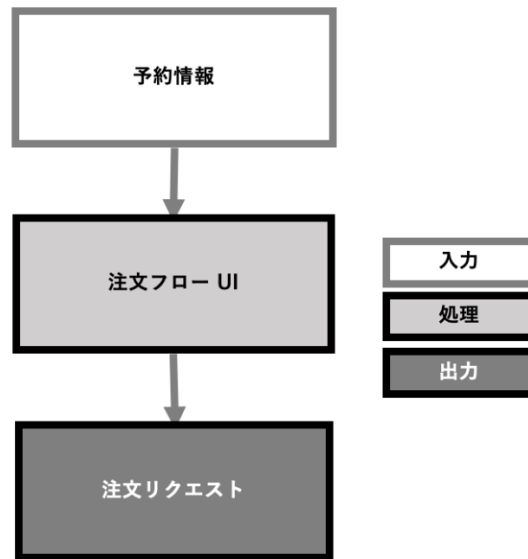 予約情報
注文フロー UI
注文リクエスト
入力
処理
出力